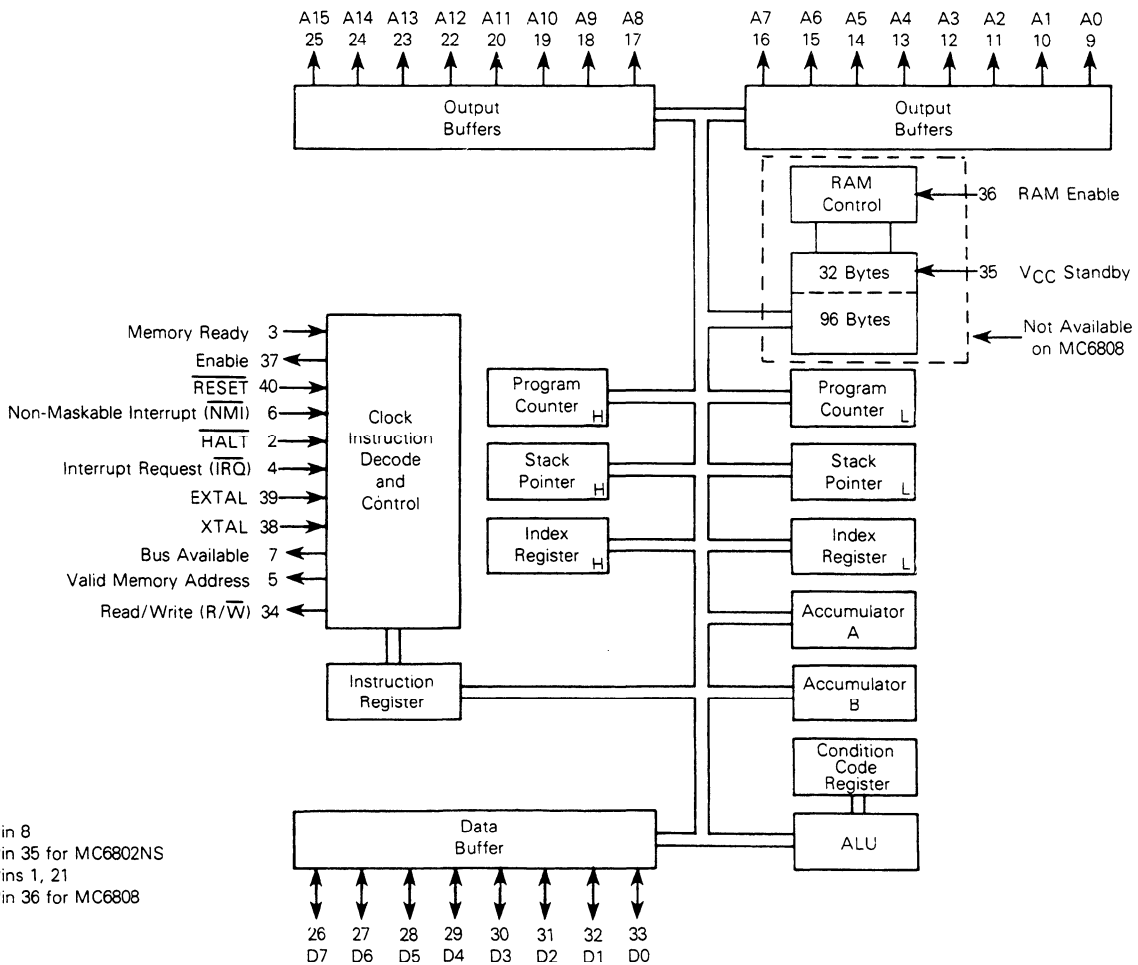 A15 A14 A13 A12 A11 A10 A9 A8 A7 A6 A5 A4 A3 A2 A1 A0
25 24 23 22 20 19 18 17 16 15 14 13 12 11 10 9
Output
Buffers
Output
Buffers
RAM
Control
36 RAM Enable
32 Bytes
35 VCC Standby
96 Bytes
Not Available
on MC6808
Memory Ready 3
Enable 37
R̅E̅S̅E̅T̅ 40
Non-Maskable Interrupt (N̅M̅I̅) 6
H̅A̅L̅T̅ 2
Interrupt Request (I̅R̅Q̅) 4
EXTAL 39
XTAL 38
Bus Available 7
Valid Memory Address 5
Read/Write (R/W̅) 34
Clock
Instruction
Decode
and
Control
Program
Counter H
Program
Counter L
Stack
Pointer H
Stack
Pointer L
Index
Register H
Index
Register L
Accumulator
A
Instruction
Register
Accumulator
B
Condition
Code
Register
Data
Buffer
ALU
in 8
in 35 for MC6802NS
ins 1, 21
in 36 for MC6808
26 27 28 29 30 31 32 33
D7 D6 D5 D4 D3 D2 D1 D0